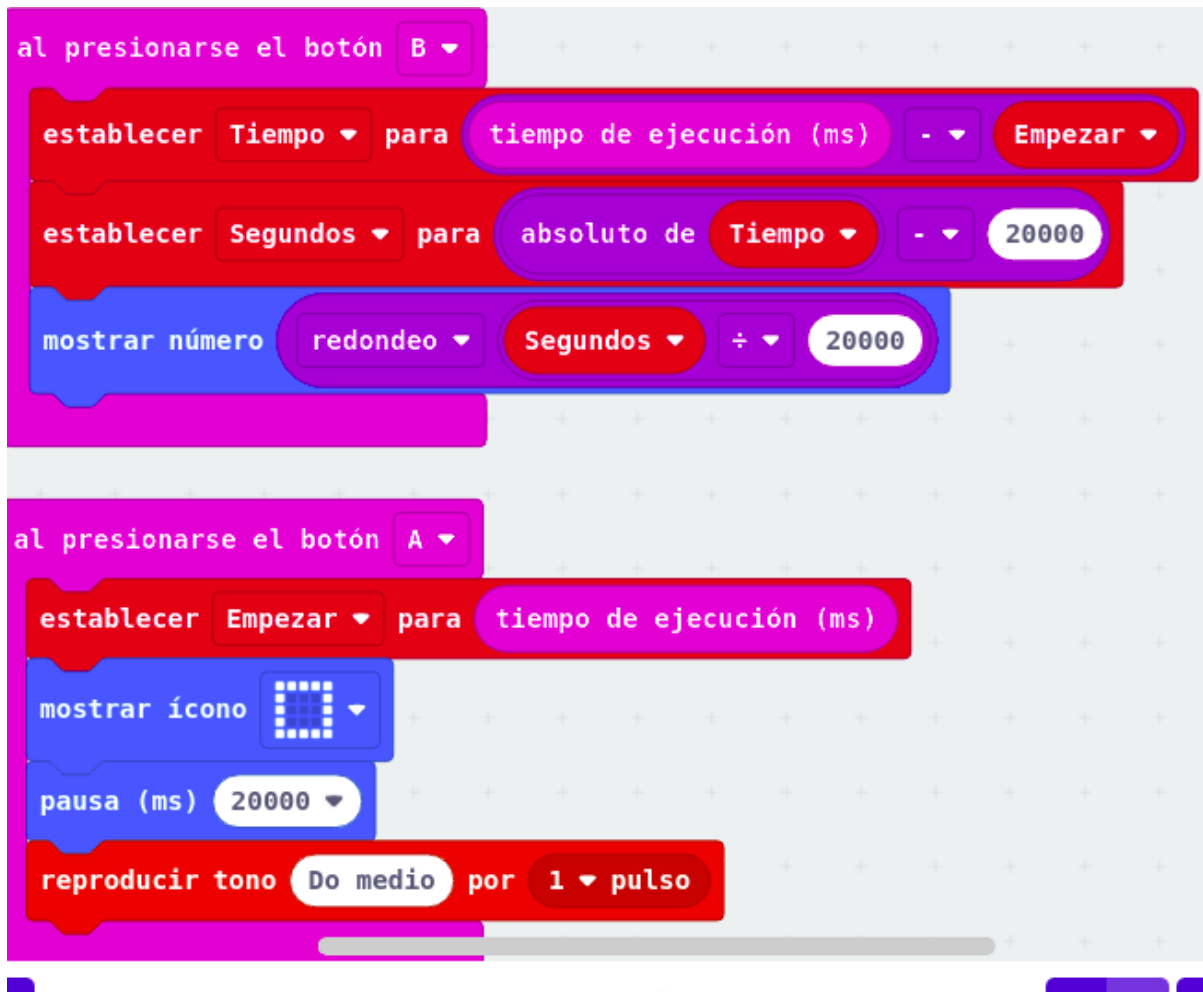 al presionarse el botón B
establecer Tiempo para tiempo de ejecución (ms) - Empezar
establecer Segundos para absoluto de Tiempo - 20000
mostrar número redondeo Segundos ÷ 20000
al presionarse el botón A
establecer Empezar para tiempo de ejecución (ms)
mostrar ícono
pausa (ms) 20000
reproducir tono Do medio por 1 pulso